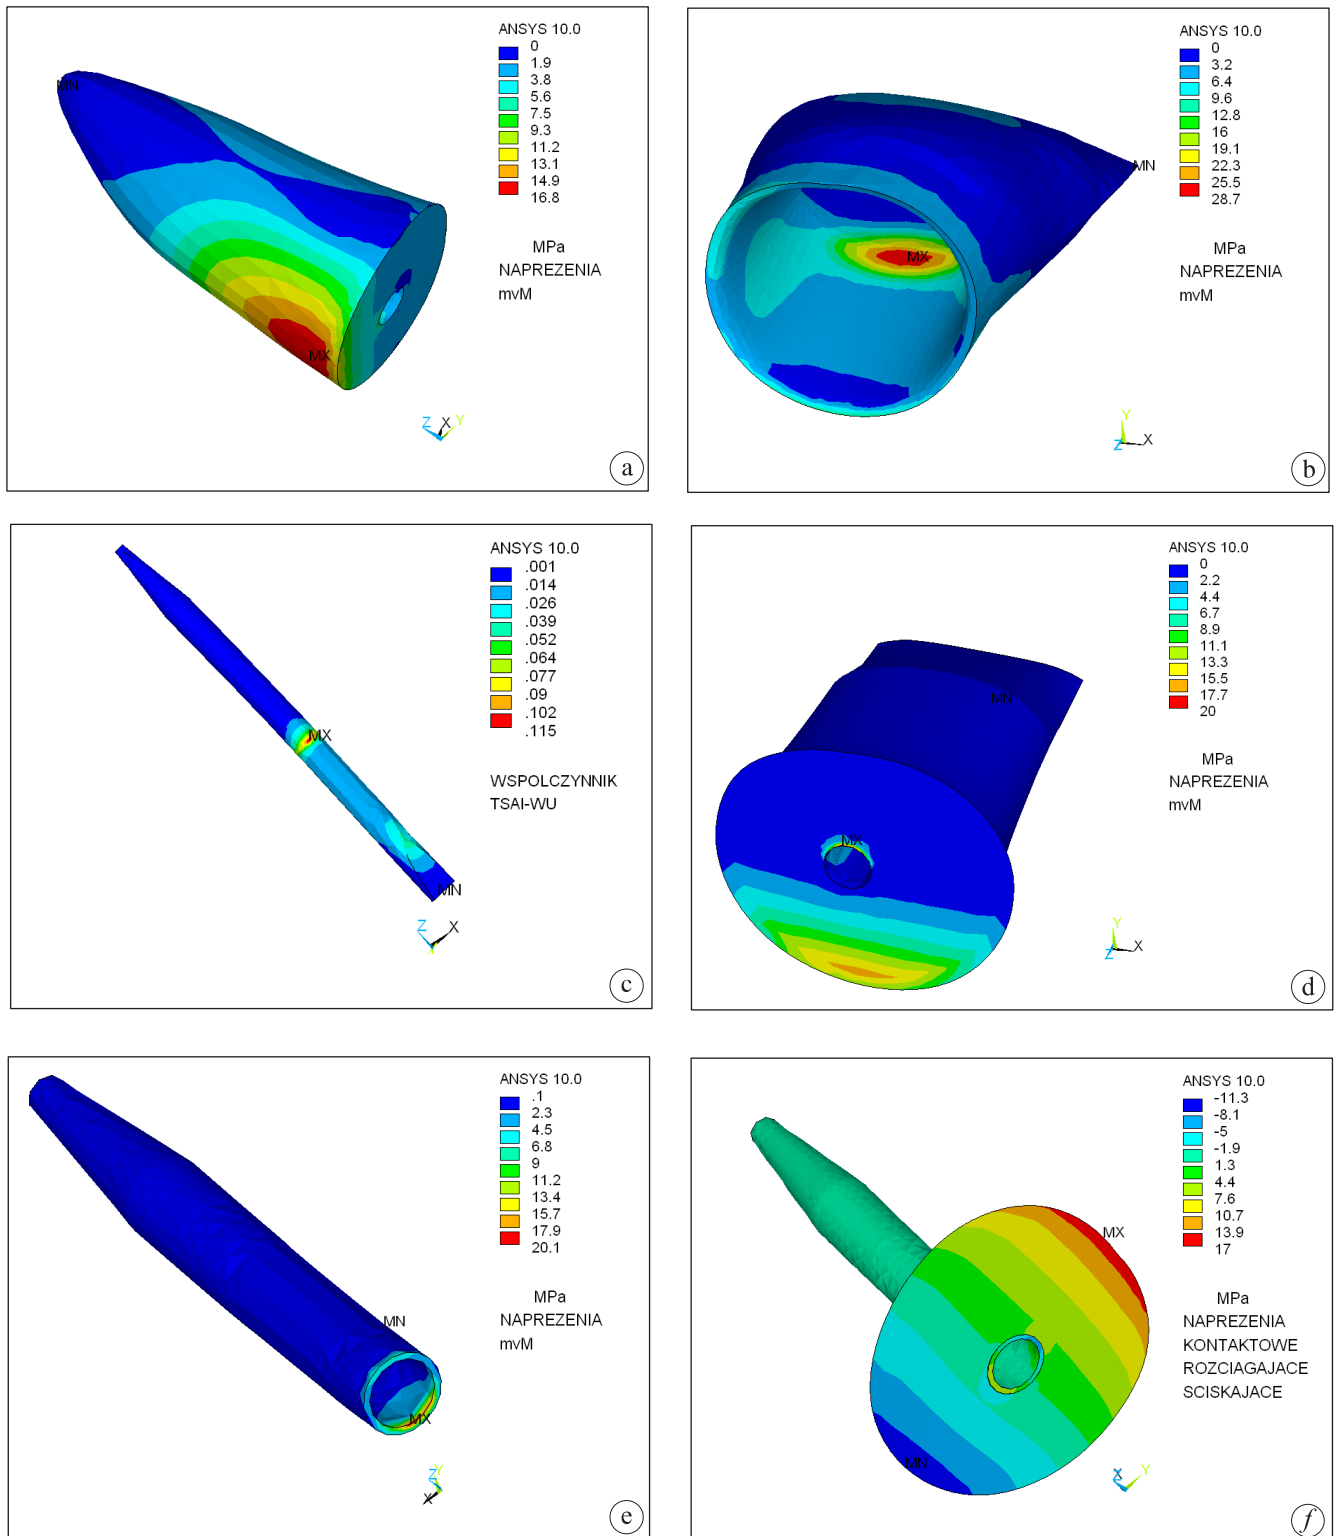 ANSYS 10.0
0
1.9
3.8
5.6
7.5
9.3
11.2
13.1
14.9
16.8
MPa
NAPREZENIA
mvM
MN
MX
Z X Y
a
ANSYS 10.0
0
3.2
6.4
9.6
12.8
16
19.1
22.3
25.5
28.7
MPa
NAPREZENIA
mvM
MN
MX
Y
Z X
b
ANSYS 10.0
.001
.014
.026
.039
.052
.064
.077
.09
.102
.115
WSPOLCZYNNIK
TSAI-WU
MX
MN
Z X
Y
c
ANSYS 10.0
0
2.2
4.4
6.7
8.9
11.1
13.3
15.5
17.7
20
MPa
NAPREZENIA
mvM
MN
MX
Y
Z X
d
ANSYS 10.0
.1
2.3
4.5
6.8
9
11.2
13.4
15.7
17.9
20.1
MPa
NAPREZENIA
mvM
MN
MX
Z Y
X
e
ANSYS 10.0
-11.3
-8.1
-5
-1.9
1.3
4.4
7.6
10.7
13.9
17
MPa
NAPREZENIA
KONTAKTOWE
ROZCIAGAJACE
SCISKAJACE
MX
MN
Y
f